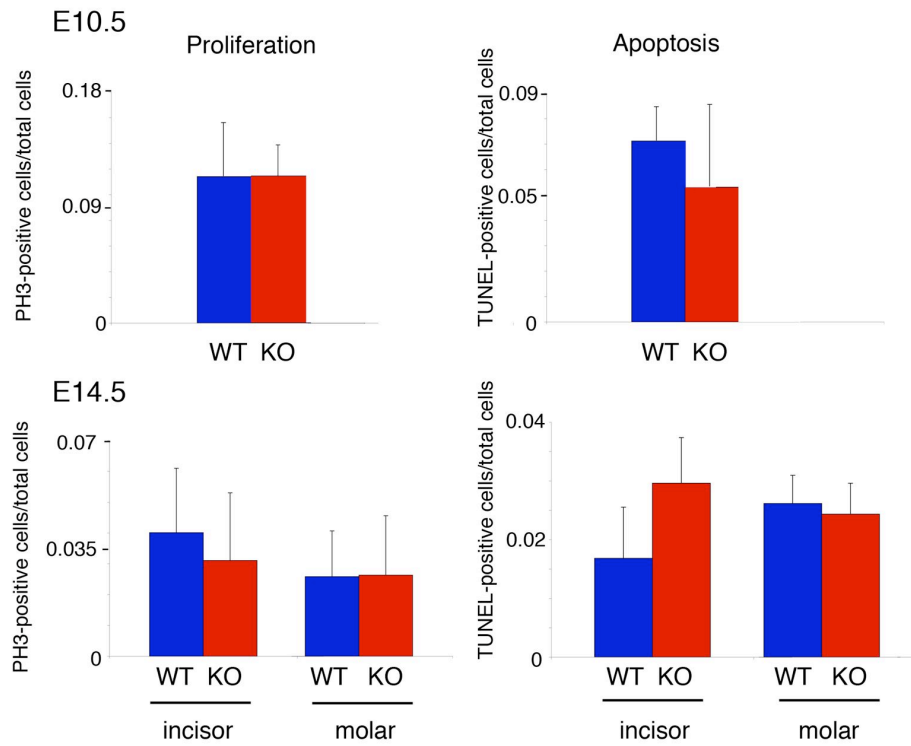 E10.5
Proliferation
PH3-positive cells/total cells
0.18
0.09
0
WT KO
Apoptosis
TUNEL-positive cells/total cells
0.09
0.05
0
WT KO
E14.5
PH3-positive cells/total cells
0.07
0.035
0
WT KO WT KO
incisor molar
TUNEL-positive cells/total cells
0.04
0.02
0
WT KO WT KO
incisor molar